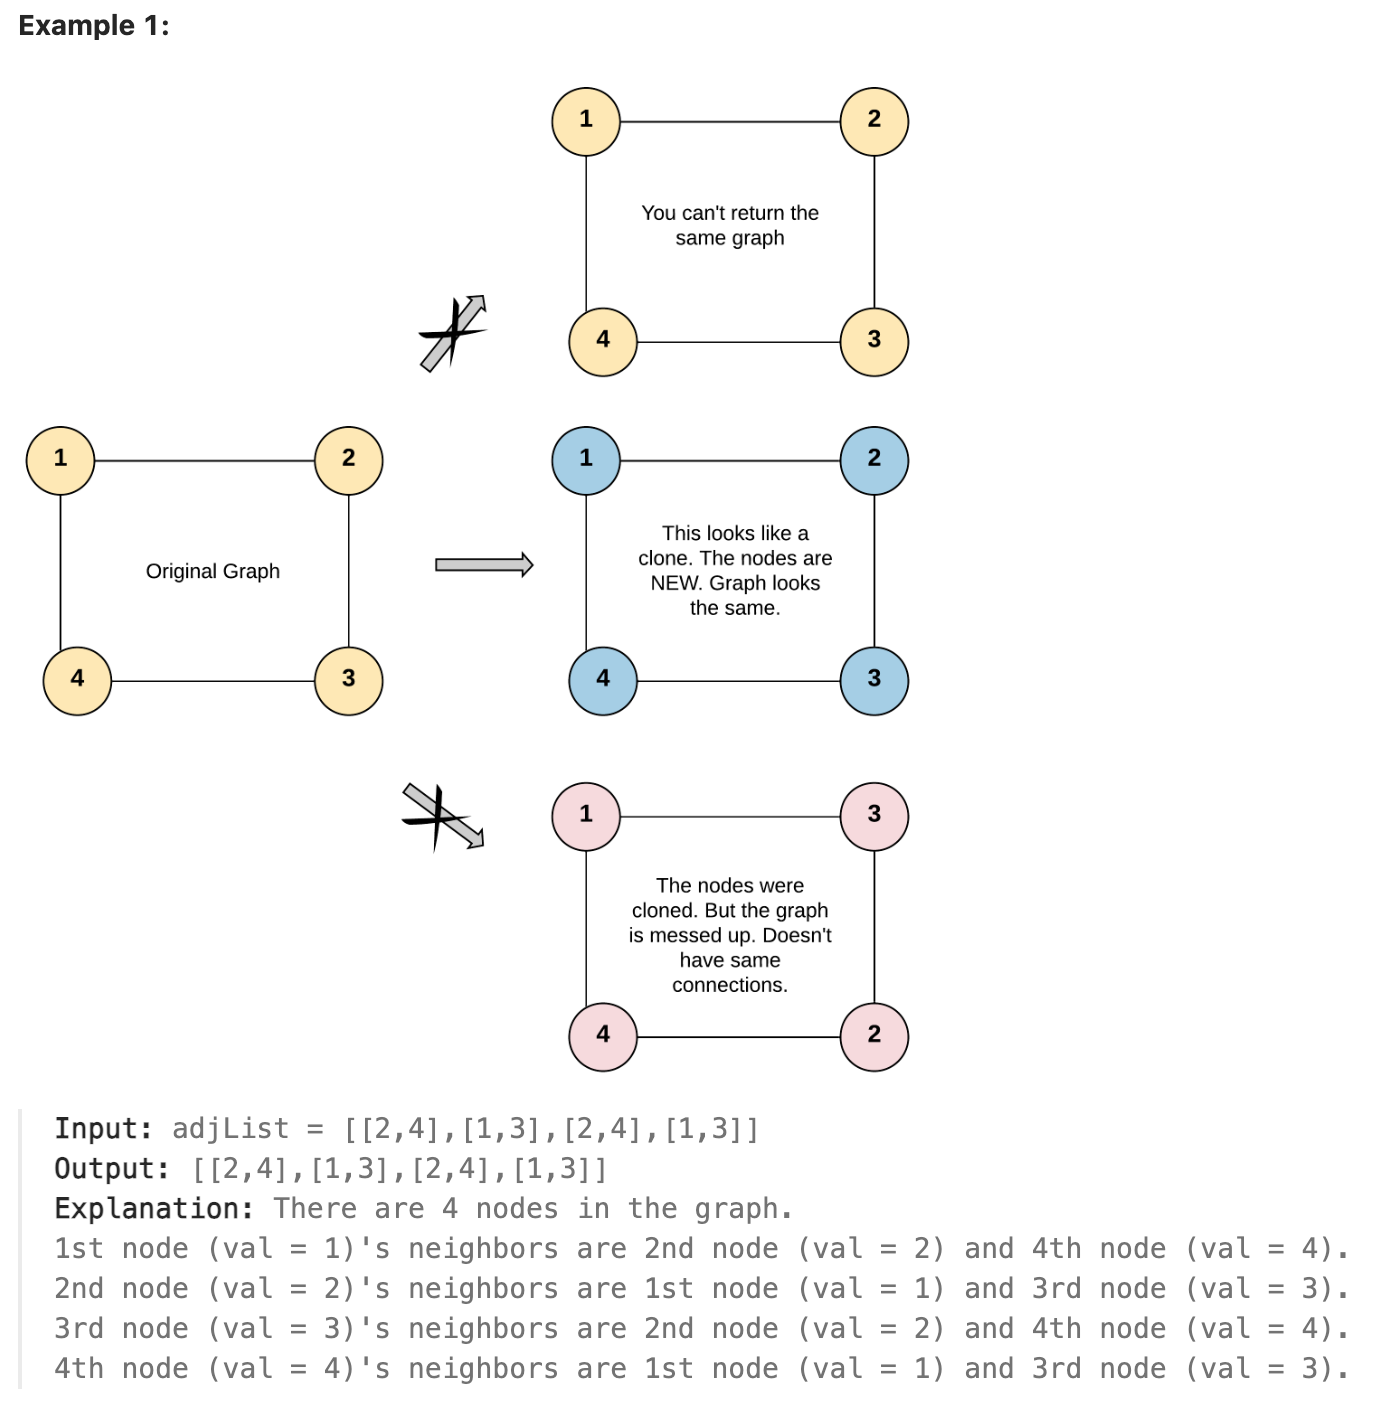 Example 1:
1
2
You can't return the
same graph
4
3
1
2
Original Graph
4
3
1
2
This looks like a
clone. The nodes are
NEW. Graph looks
the same.
4
3
1
3
The nodes were
cloned. But the graph
is messed up. Doesn't
have same
connections.
4
2
Input: adjList = [[2,4],[1,3],[2,4],[1,3]]
Output: [[2,4],[1,3],[2,4],[1,3]]
Explanation: There are 4 nodes in the graph.
1st node (val = 1)'s neighbors are 2nd node (val = 2) and 4th node (val = 4).
2nd node (val = 2)'s neighbors are 1st node (val = 1) and 3rd node (val = 3).
3rd node (val = 3)'s neighbors are 2nd node (val = 2) and 4th node (val = 4).
4th node (val = 4)'s neighbors are 1st node (val = 1) and 3rd node (val = 3).